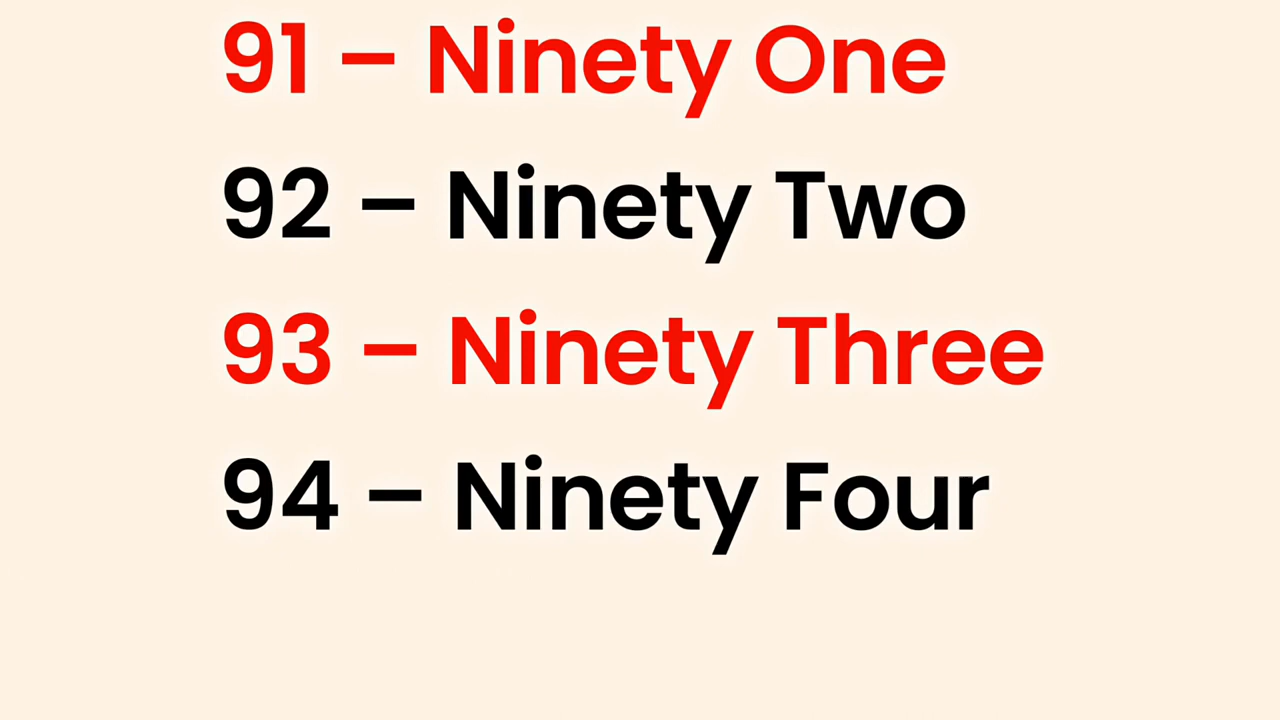 91 – Ninety One
92 – Ninety Two
93 – Ninety Three
94 – Ninety Four